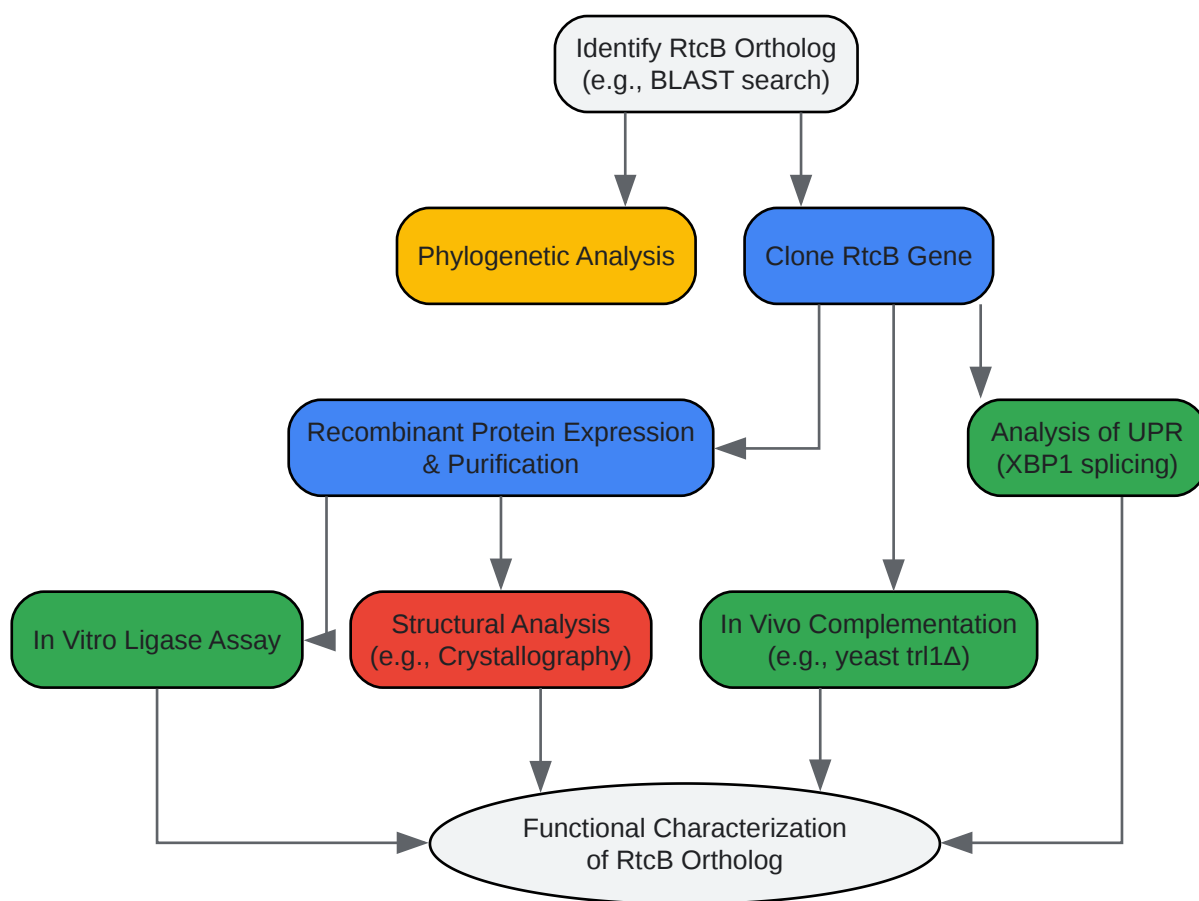 Identify RtcB Ortholog
(e.g., BLAST search)
Phylogenetic Analysis
Clone RtcB Gene
Recombinant Protein Expression
& Purification
Analysis of UPR
(XBP1 splicing)
In Vitro Ligase Assay
Structural Analysis
(e.g., Crystallography)
In Vivo Complementation
(e.g., yeast trl1Δ)
Functional Characterization
of RtcB Ortholog